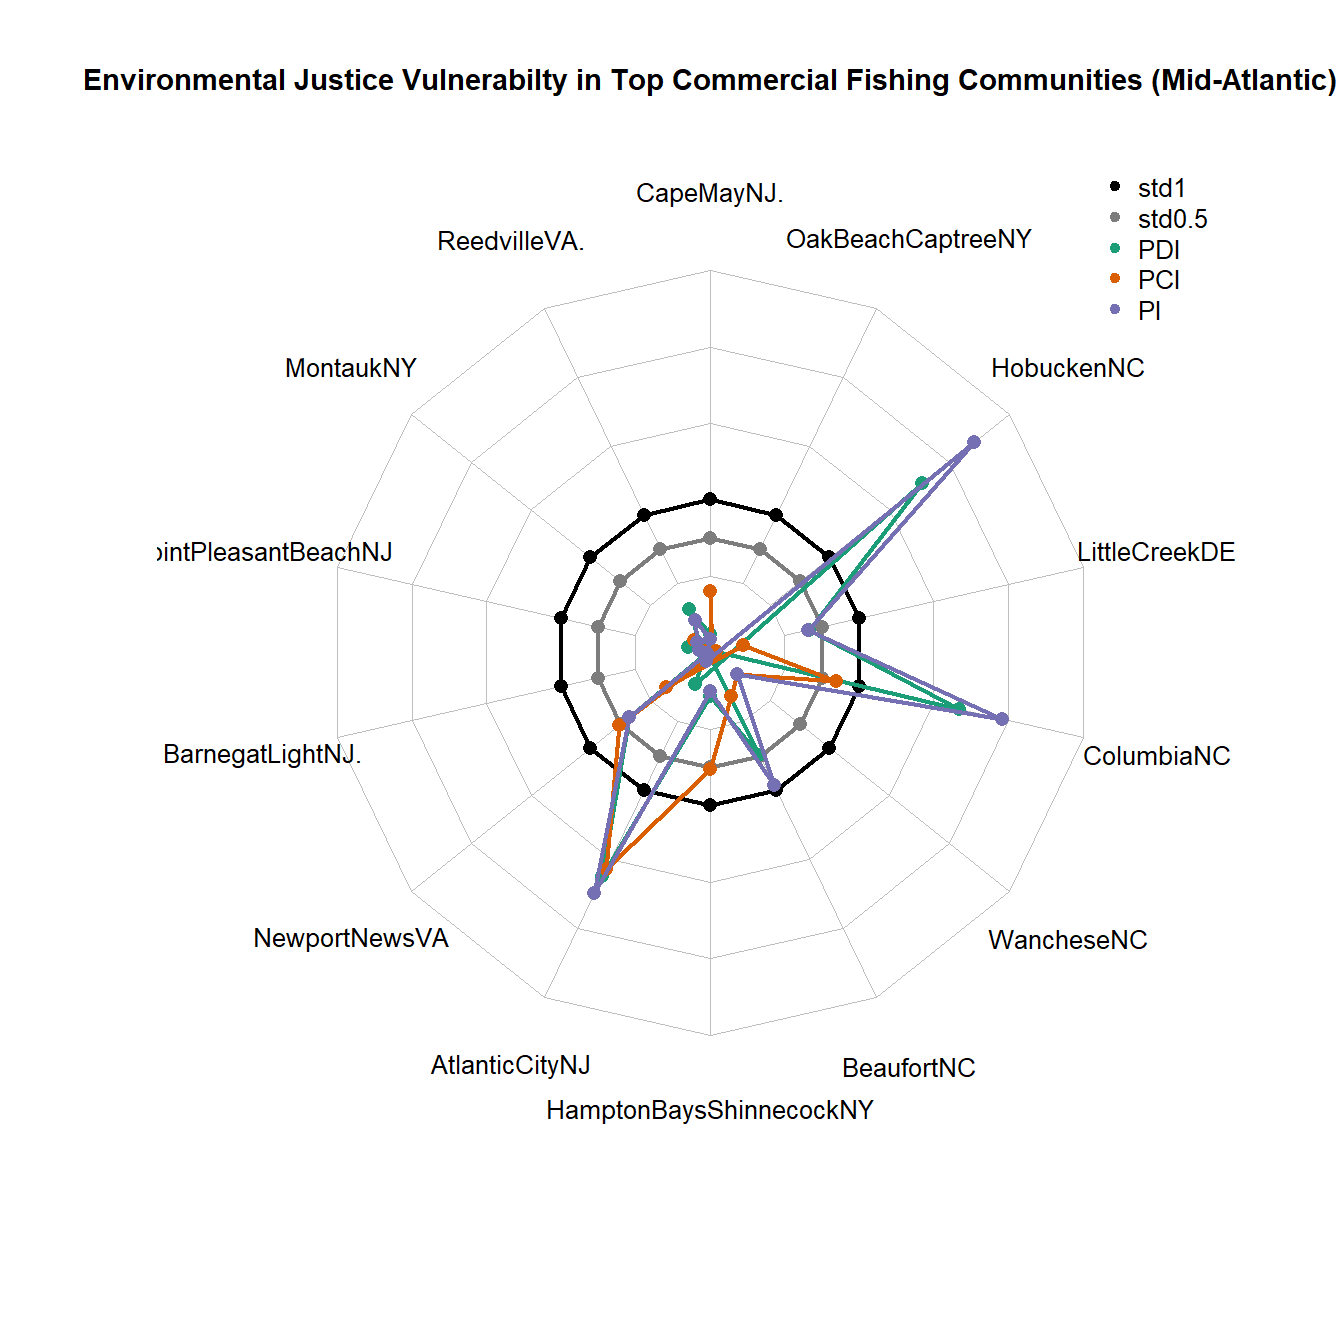 Environmental Justice Vulnerabilty in Top Commercial Fishing Communities (Mid-Atlantic)
std1
std0.5
PDI
PCI
PI
CapeMayNJ.
OakBeachCaptreeNY
ReedvilleVA.
HobuckenNC
MontaukNY
ointPleasantBeachNJ
LittleCreekDE
BarnegatLightNJ.
ColumbiaNC
NewportNewsVA
WancheseNC
AtlanticCityNJ
BeaufortNC
HamptonBaysShinnecockNY